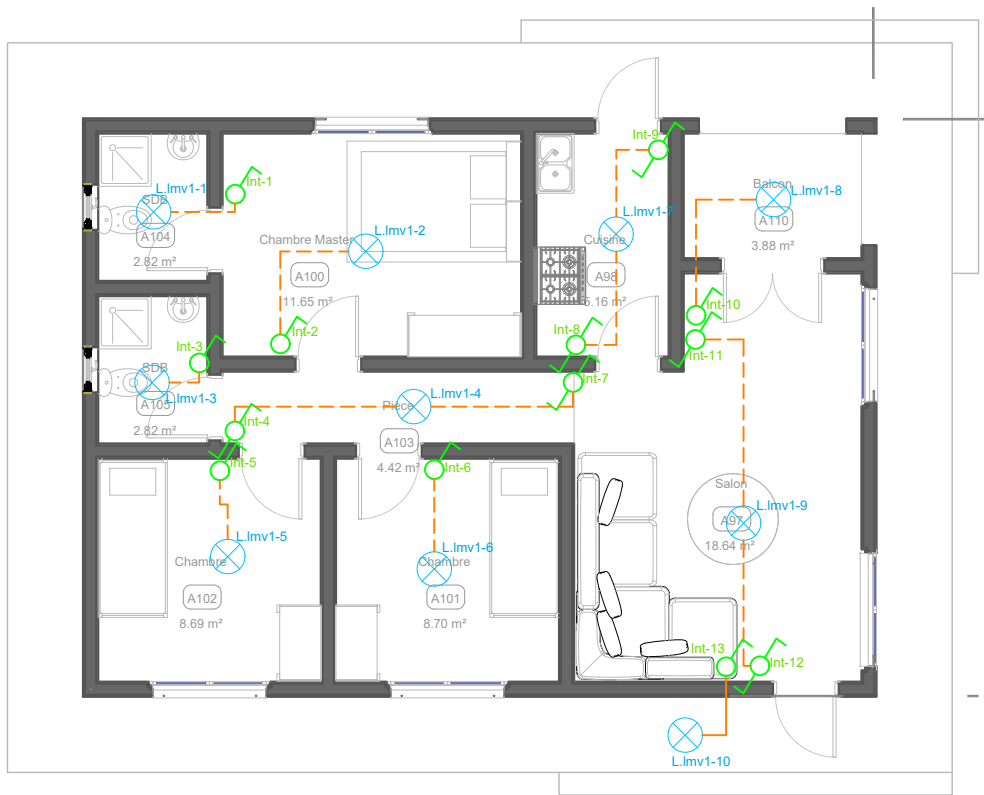 Int-9
Int-1
L.lmv1-1
SDB
A104
2.82 m²
Chambre Master
L.lmv1-2
A100
11.65 m²
Int-2
L.lmv1-7
Cuisine
A98
Int-8
Balcon
L.lmv1-8
A110
3.88 m²
Int-10
Int-11
Int-3
SDB
L.lmv1-3
A105
2.82 m²
Int-7
L.lmv1-4
Piece
A103
4.42 m²
Int-4
Int-5
Int-6
Salon
L.lmv1-9
A97
18.64 m²
L.lmv1-5
Chambre
A102
8.69 m²
L.lmv1-6
Chambre
A101
8.70 m²
Int-13
Int-12
L.lmv1-10